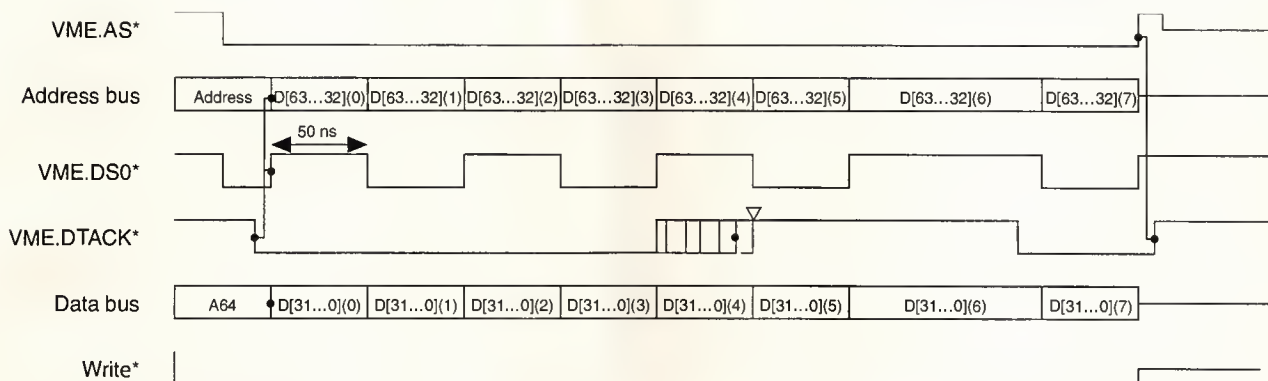 VME.AS*
Address bus Address D[63...32](0) D[63...32](1) D[63...32](2) D[63...32](3) D[63...32](4) D[63...32](5) D[63...32](6) D[63...32](7)
50 ns
VME.DS0*
VME.DTACK*
Data bus A64 D[31...0](0) D[31...0](1) D[31...0](2) D[31...0](3) D[31...0](4) D[31...0](5) D[31...0](6) D[31...0](7)
Write*